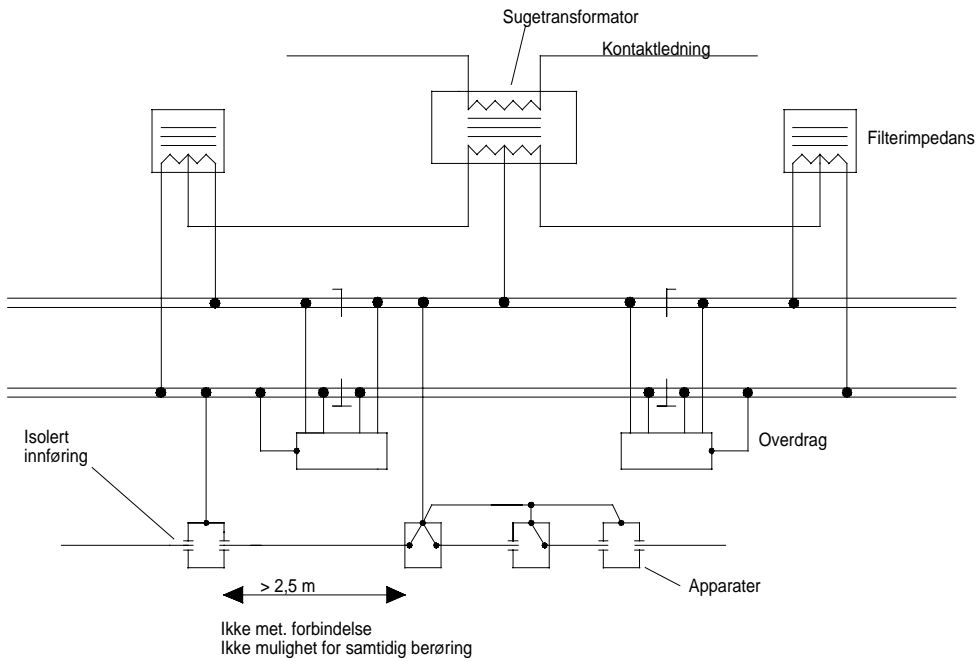 Sugetransformator
Kontaktledning
Filterimpedans
Isolert
innføring
Overdrag
> 2,5 m
Apparater
Ikke met. forbindelse
Ikke mulighet for samtidig berøring